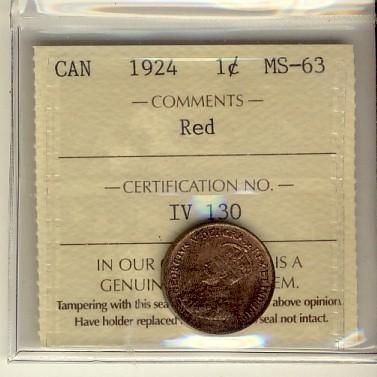 CAN 1924 1¢ MS-63
— COMMENTS —
Red
— CERTIFICATION NO. —
IV 130
IN OUR IS A
GENUIN EM.
Tampering with this sea above opinion.
Have holder replaced seal not intact.